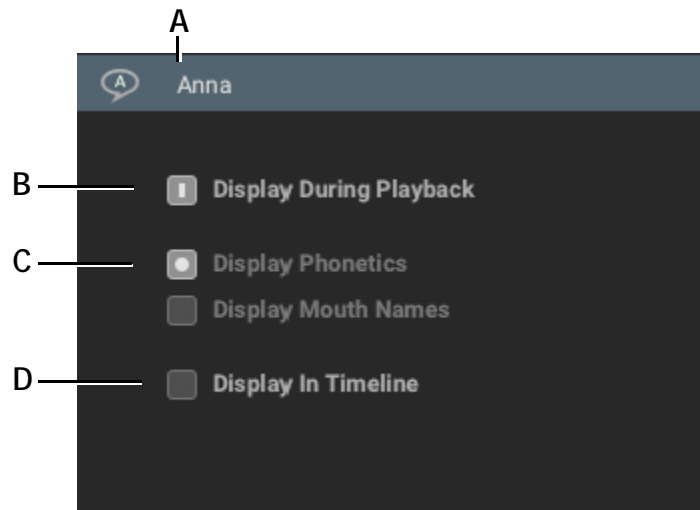 A
A Anna
B Display During Playback
C Display Phonetics
Display Mouth Names
D Display In Timeline